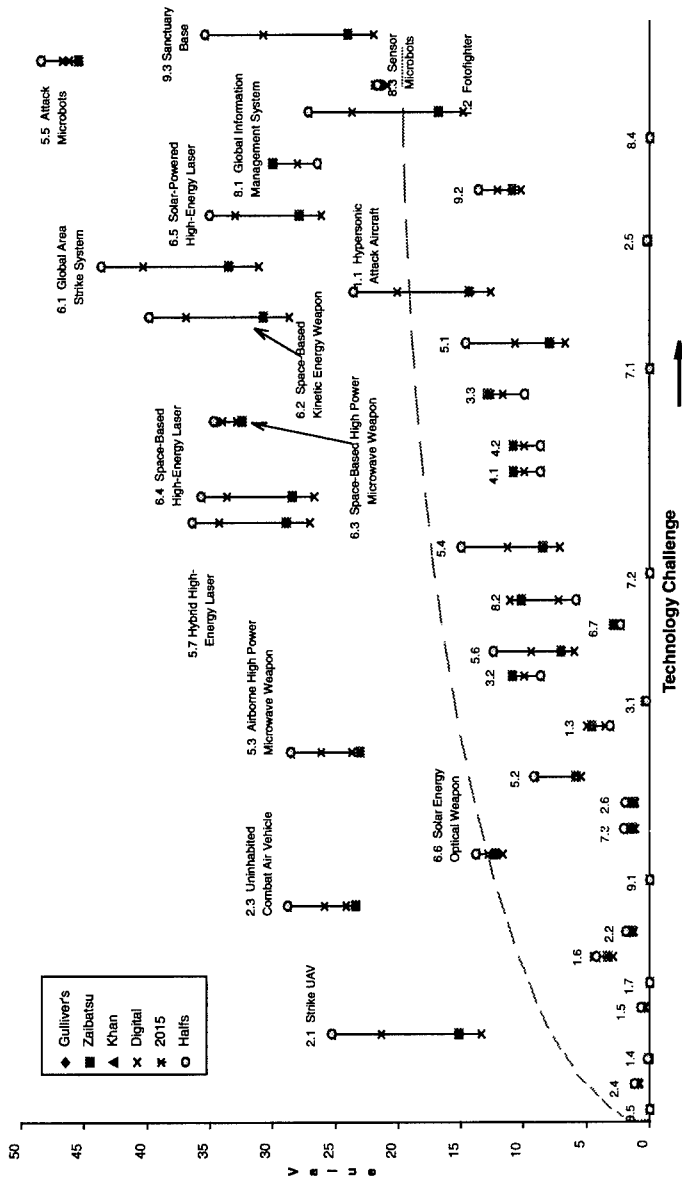 50
45
40
35
30
25
20
15
10
5
0
V a l u e
Gulliver's
Zaibatsu
Khan
Digital
2015
Halfs
9.5
2.4
1.4
1.5
1.7
2.1 Strike UAV
1.6
2.2
2.3 Uninhabited
Combat Air Vehicle
9.1
6.6 Solar Energy
Optical Weapon
7.3
2.6
5.2
5.3 Airborne High Power
Microwave Weapon
1.3
3.1
3.2
5.6
6.7
8.2
7.2
5.4
5.7 Hybrid High-
Energy Laser
6.4 Space-Based
High-Energy Laser
4.1
4.2
6.3 Space-Based High Power
Microwave Weapon
3.3
7.1
5.1
6.2 Space-Based
Kinetic Energy Weapon
1.1 Hypersonic
Attack Aircraft
6.1 Global Area
Strike System
2.5
6.5 Solar-Powered
High-Energy Laser
9.2
8.1 Global Information
Management System
8.4
1.2 Fotofighter
8.3 Sensor
Microbots
5.5 Attack
Microbots
9.3 Sanctuary
Base
Technology Challenge